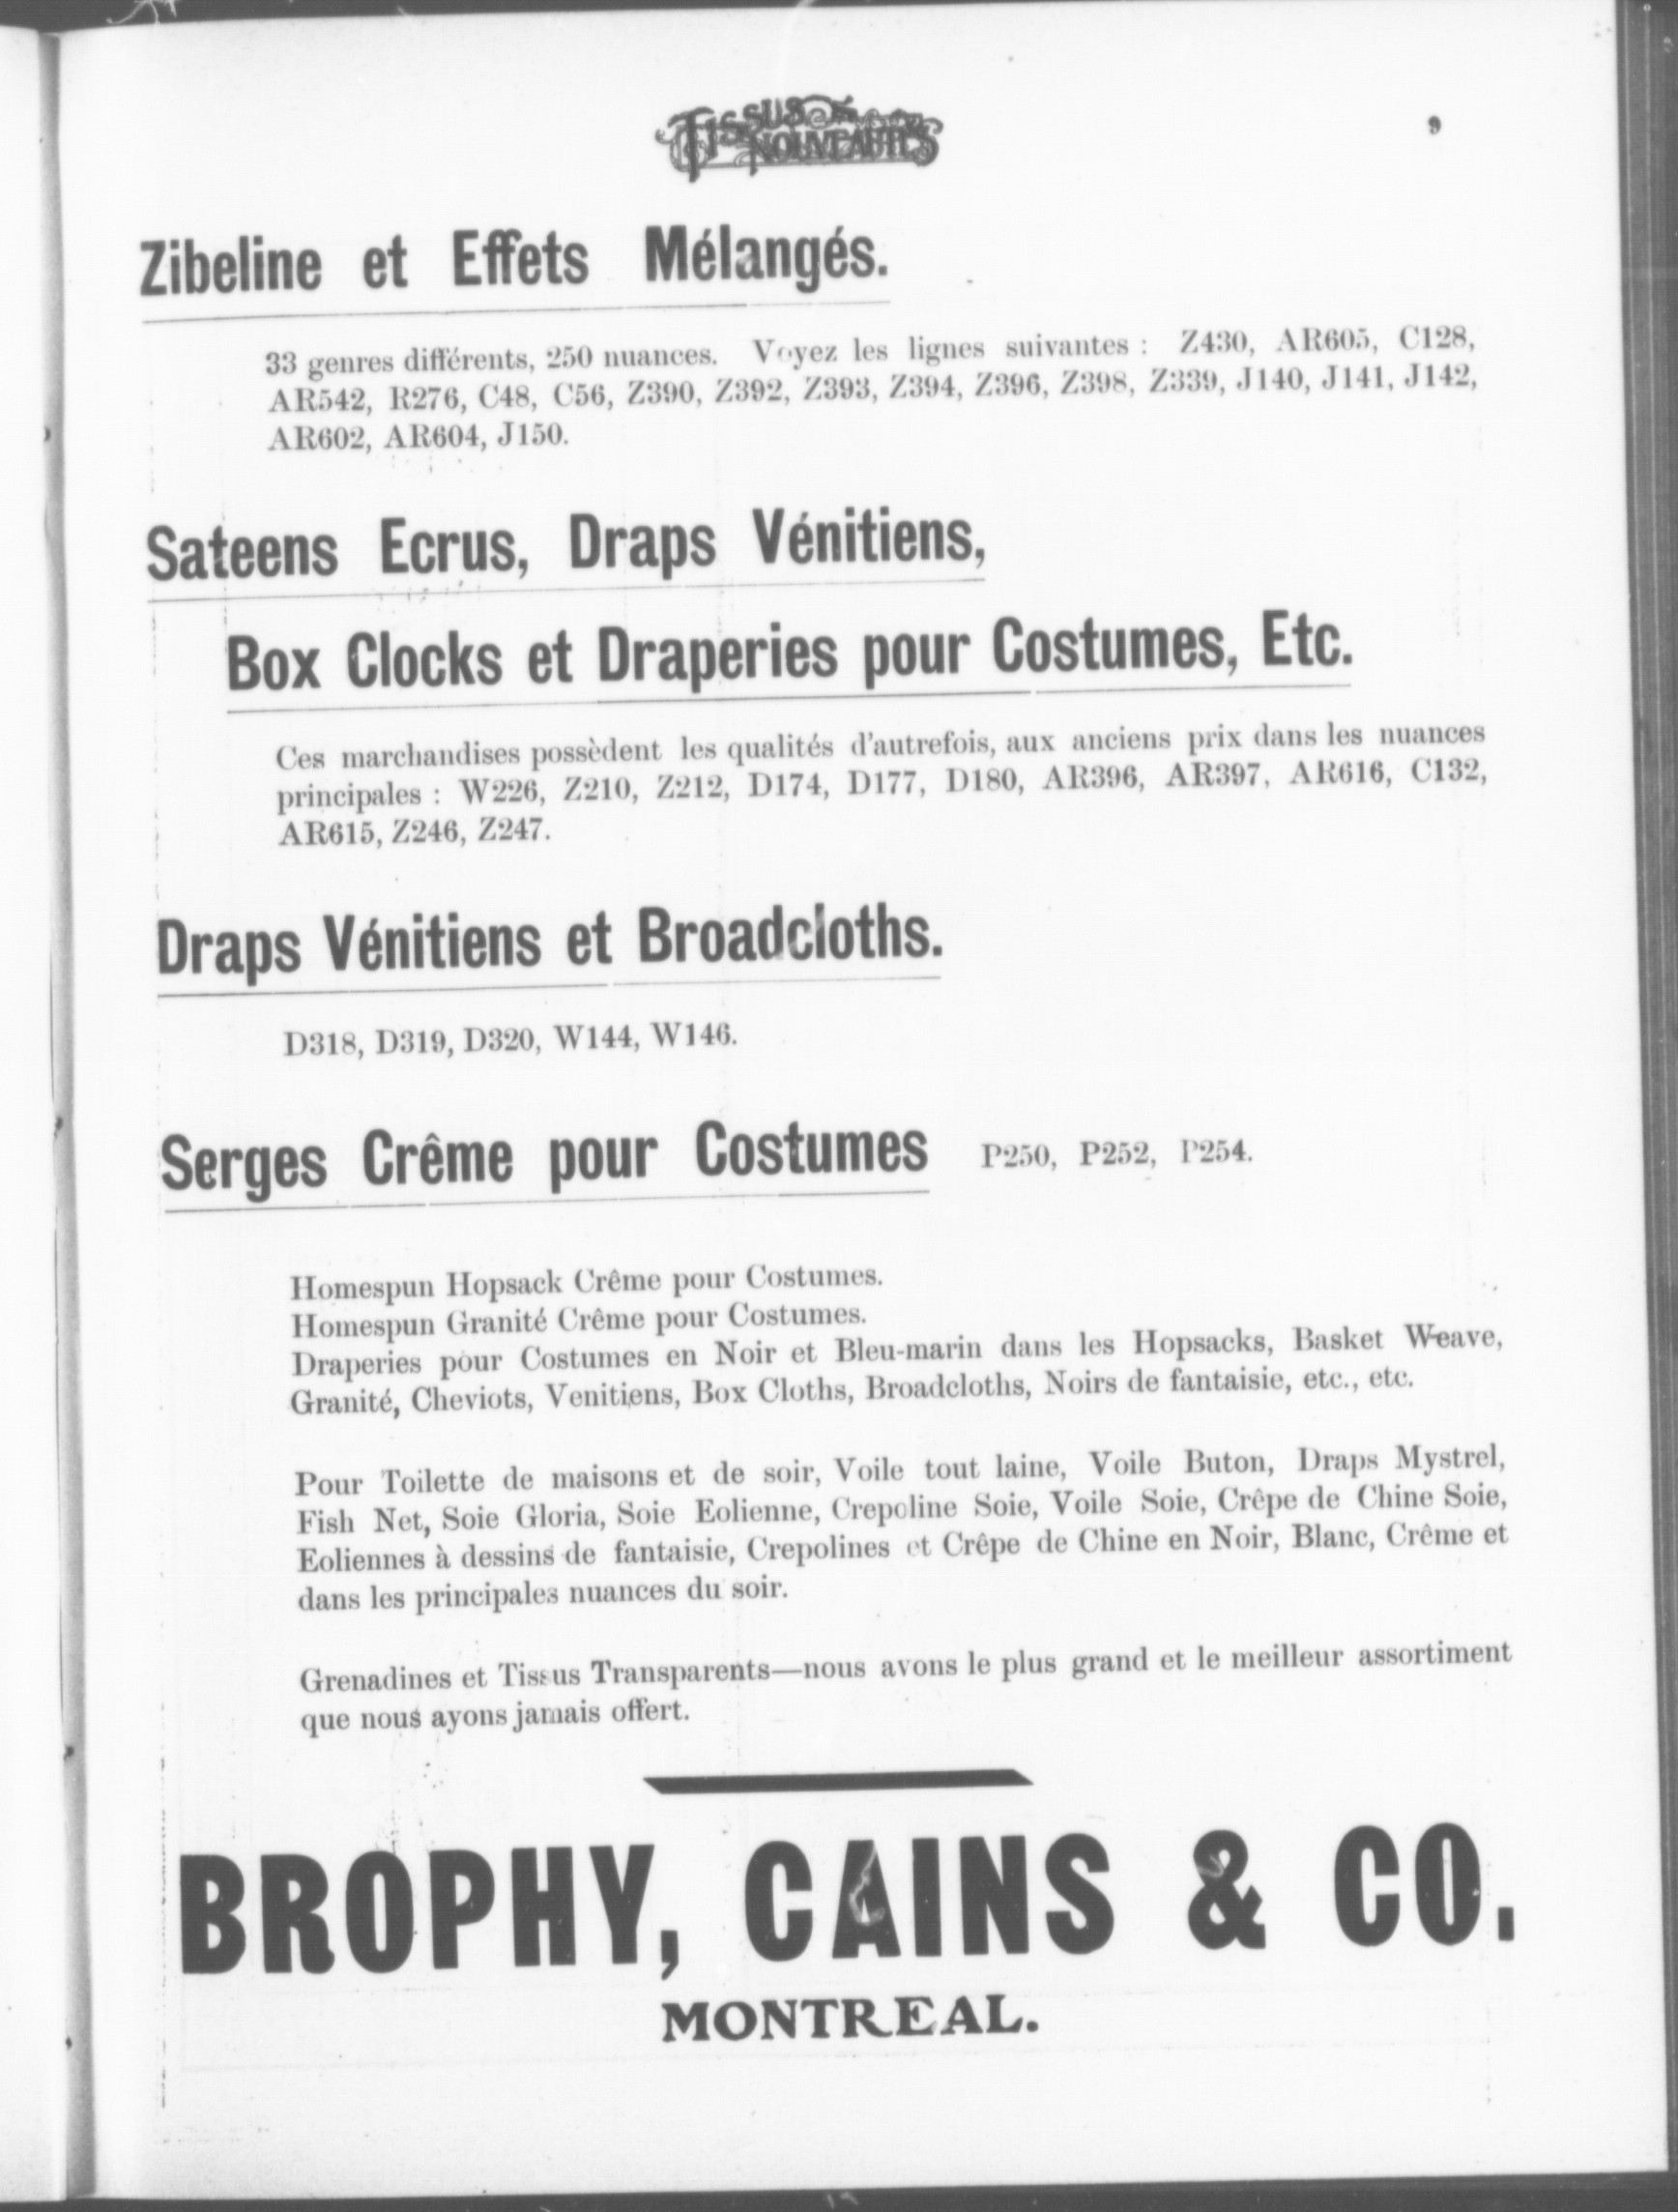 TISSUS & NOUVEAUTÉS
9
Zibeline et Effets Mélangés.
33 genres différents, 250 nuances. Voyez les lignes suivantes : Z430, AR605, C128,
AR542, R276, C48, C56, Z390, Z392, Z393, Z394, Z396, Z398, Z339, J140, J141, J142,
AR602, AR604, J150.
Sateens Ecrus, Draps Vénitiens,
Box Clocks et Draperies pour Costumes, Etc.
Ces marchandises possèdent les qualités d'autrefois, aux anciens prix dans les nuances
principales : W226, Z210, Z212, D174, D177, D180, AR396, AR397, AR616, C132,
AR615, Z246, Z247.
Draps Vénitiens et Broadcloths.
D318, D319, D320, W144, W146.
Serges Crême pour Costumes P250, P252, P254.
Homespun Hopsack Crême pour Costumes.
Homespun Granité Crême pour Costumes.
Draperies pour Costumes en Noir et Bleu-marin dans les Hopsacks, Basket Weave,
Granité, Cheviots, Venitiens, Box Cloths, Broadcloths, Noirs de fantaisie, etc., etc.
Pour Toilette de maisons et de soir, Voile tout laine, Voile Buton, Draps Mystrel,
Fish Net, Soie Gloria, Soie Eolienne, Crepoline Soie, Voile Soie, Crêpe de Chine Soie,
Eoliennes à dessins de fantaisie, Crepolines et Crêpe de Chine en Noir, Blanc, Crême et
dans les principales nuances du soir.
Grenadines et Tissus Transparents—nous avons le plus grand et le meilleur assortiment
que nous ayons jamais offert.
BROPHY, CAINS & CO.
MONTREAL.